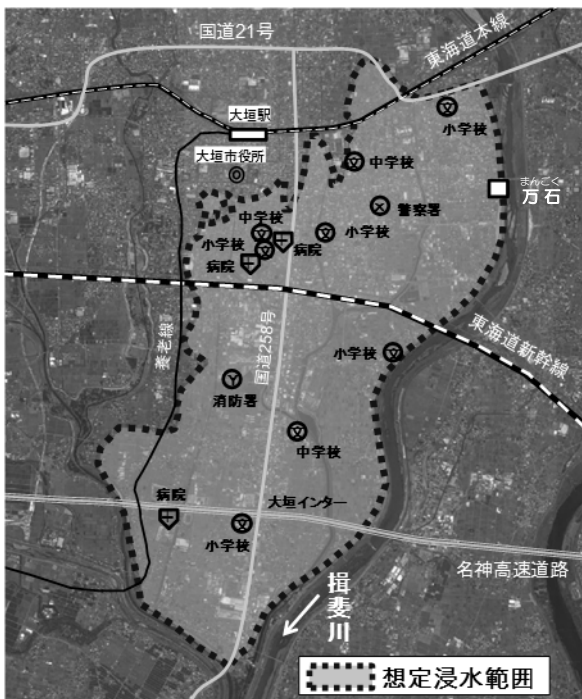 国道21号
東海道本線
大垣駅
大垣市役所
小学校
中学校
まんごく
万石
警察署
中学校
小学校
病院
病院
小学校
東海道新幹線
養老線
国道258号
小学校
消防署
中学校
病院
大垣インター
小学校
名神高速道路
揖斐川
想定浸水範囲